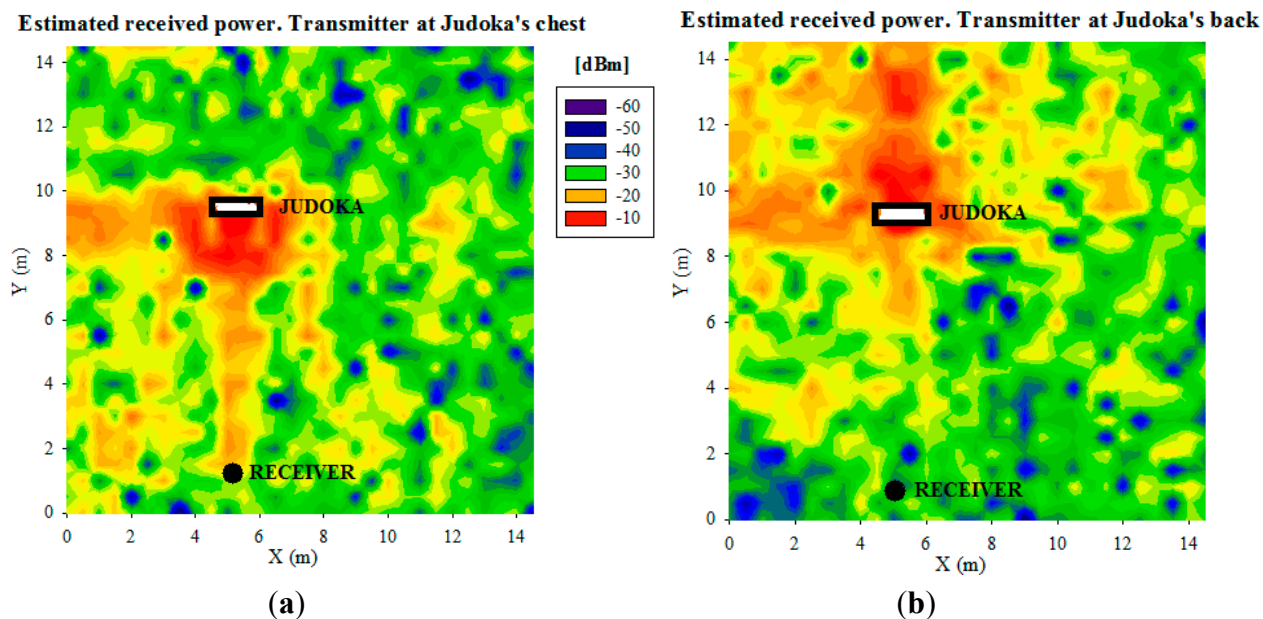 Estimated received power. Transmitter at Judoka's chest
14
12
10
8
6
4
2
0
Y (m)
JUDOKA
RECEIVER
0 2 4 6 8 10 12 14
X (m)
(a)
[dBm]
-60
-50
-40
-30
-20
-10
Estimated received power. Transmitter at Judoka's back
14
12
10
8
6
4
2
0
Y (m)
JUDOKA
RECEIVER
0 2 4 6 8 10 12 14
X (m)
(b)